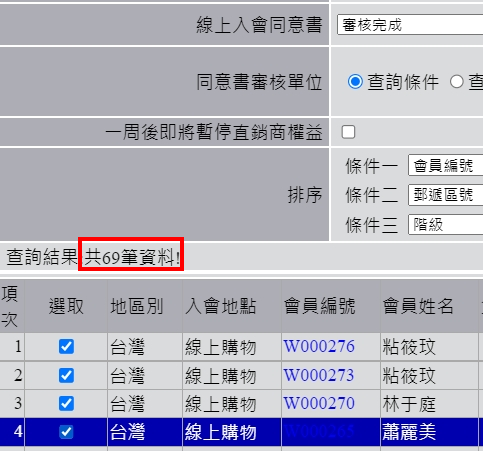 線上入會同意書 審核完成
同意書審核單位 查詢條件
一周後即將暫停直銷商權益
條件一 會員編號
排序 條件二 郵遞區號
條件三 階級
查詢結果,共69筆資料!
項次 選取 地區別 入會地點 會員編號 會員姓名
1 台灣 線上購物 W000276 粘筱玟
2 台灣 線上購物 W000273 粘筱玟
3 台灣 線上購物 W000270 林于庭
4 台灣 線上購物 W000265 蕭麗美